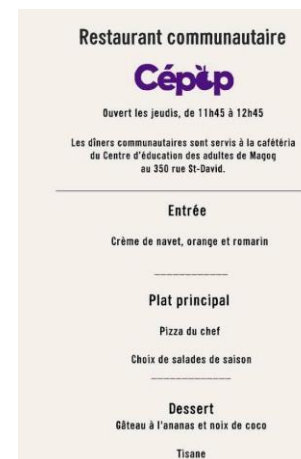 Restaurant communautaire
Cépop
Ouvert les jeudis, de 11h45 à 12h45
Les dîners communautaires sont servis à la cafétéria
du Centre d'éducation des adultes de Magog
au 350 rue St-David.
Entrée
Crème de navet, orange et romarin
Plat principal
Pizza du chef
Choix de salades de saison
Dessert
Gâteau à l'ananas et noix de coco
Tisane